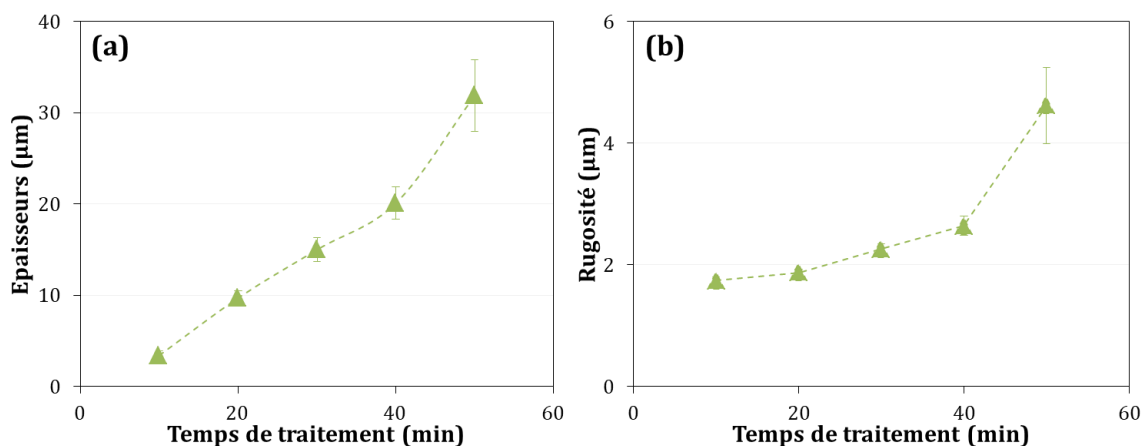 (a)
Epaisseurs (µm)
40
30
20
10
0
0 20 40 60
Temps de traitement (min)
(b)
Rugosité (µm)
6
4
2
0
0 20 40 60
Temps de traitement (min)